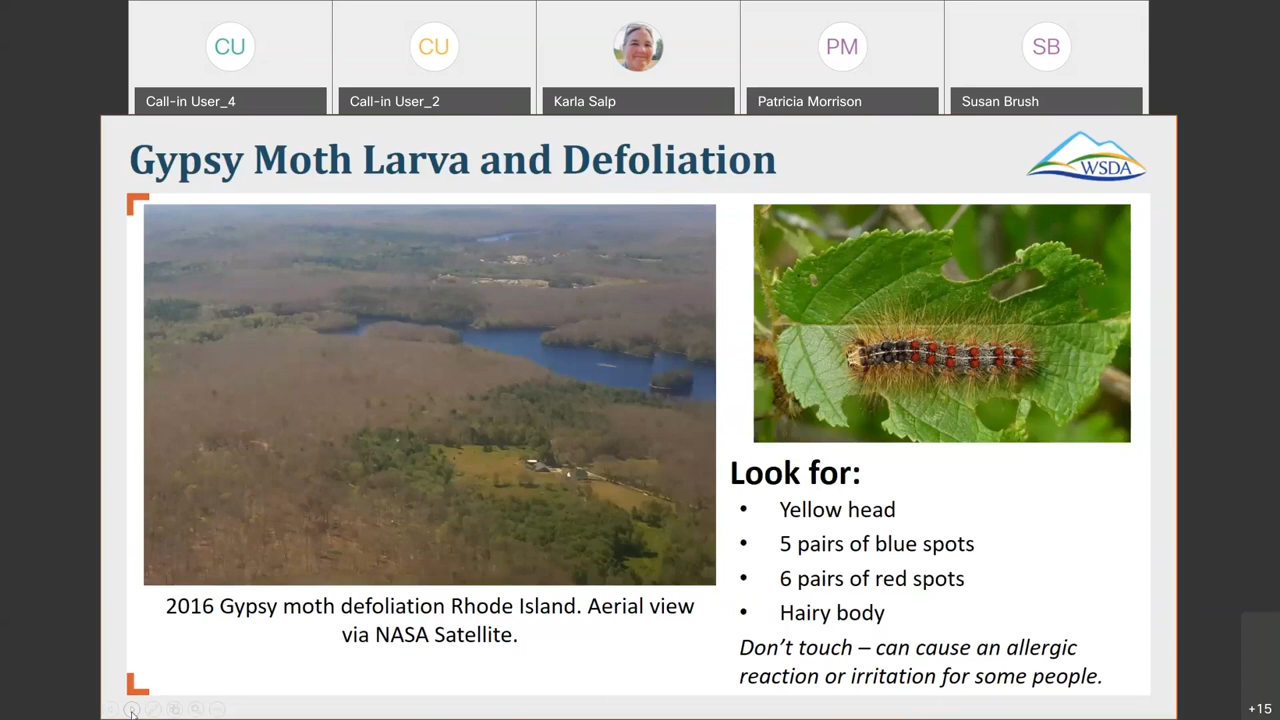 CU
CU
PM
SB
Call-in User_4
Call-in User_2
Karla Salp
Patricia Morrison
Susan Brush
Gypsy Moth Larva and Defoliation
WSDA
Look for:
• Yellow head
• 5 pairs of blue spots
• 6 pairs of red spots
• Hairy body
Don't touch – can cause an allergic
reaction or irritation for some people.
2016 Gypsy moth defoliation Rhode Island. Aerial view
via NASA Satellite.
+15